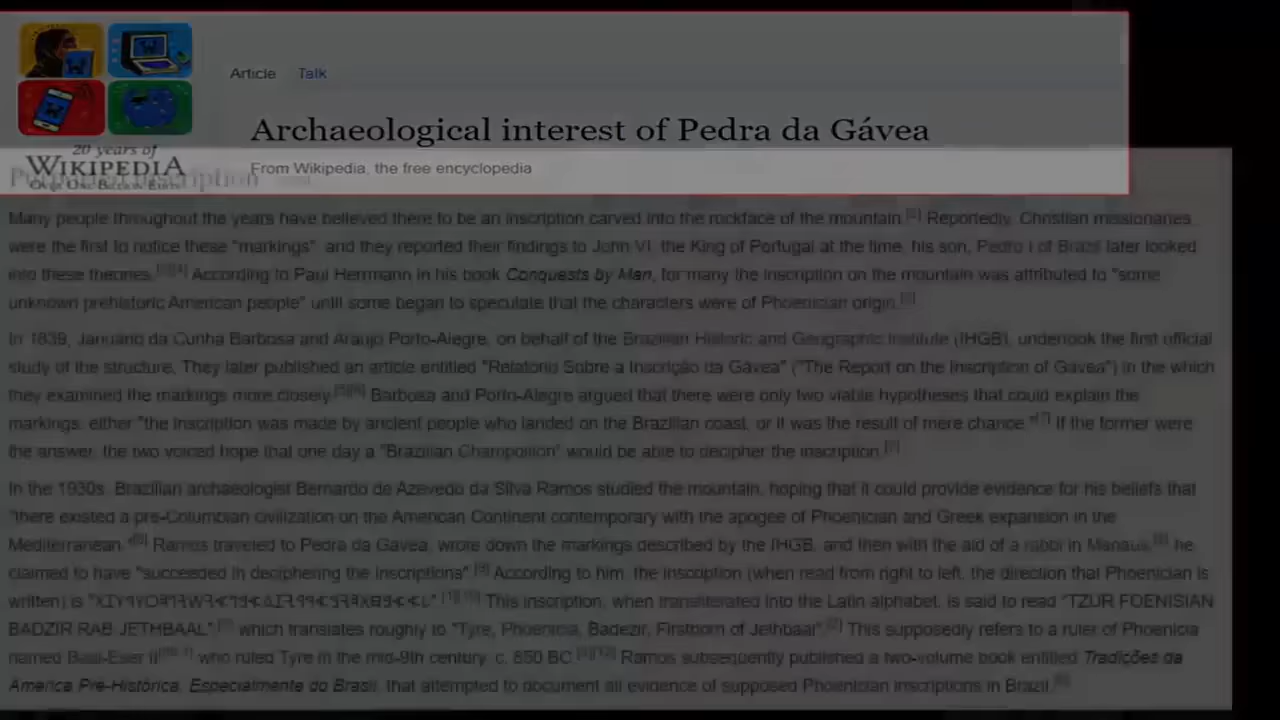 Article Talk
Archaeological interest of Pedra da Gávea
20 years of
WIKIPEDIA
OVER ONE BILLION EDITS
From Wikipedia, the free encyclopedia
inscription
Many people throughout the years have believed there to be an inscription carved into the rockface of the mountain. Reportedly, Christian missionaries
were the first to notice these "markings", and they reported their findings to John VI, the King of Portugal at the time, his son, Pedro I of Brazil later looked
into these theories. According to Paul Herrmann in his book Conquests by Man, for many the inscription on the mountain was attributed to "some
unknown prehistoric American people" until some began to speculate that the characters were of Phoenician origin.
In 1839, Januário da Cunha Barbosa and Araújo Porto-Alegre, on behalf of the Brazilian Historic and Geographic Institute (IHGB), undertook the first official
study of the structure. They later published an article entitled "Relatório Sobre a Inscrição da Gávea" ("The Report on the Inscription of Gavea") in the which
they examined the markings more closely. Barbosa and Porto-Alegre argued that there were only two viable hypotheses that could explain the
markings, either "the inscription was made by ancient people who landed on the Brazilian coast, or it was the result of mere chance." If the former were
the answer, the two voiced hope that one day a "Brazilian Champollion" would be able to decipher the inscription.
In the 1930s, Brazilian archaeologist Bernardo de Azevedo da Silva Ramos studied the mountain, hoping that it could provide evidence for his beliefs that
"there existed a pre-Columbian civilization on the American Continent contemporary with the apogee of Phoenician and Greek expansion in the
Mediterranean." Ramos traveled to Pedra da Gávea, wrote down the markings described by the IHGB, and then with the aid of a rabbi in Manaus, he
claimed to have "succeeded in deciphering the inscriptions". According to him, the inscription (when read from right to left, the direction that Phoenician is
written) is This inscription, when transliterated into the Latin alphabet, is said to read "TZUR FOENISIAN
BADZIR RAB JETHBAAL", which translates roughly to "Tyre, Phoenicia, Badezir, Firstborn of Jethbaal". This supposedly refers to a ruler of Phoenicia
named Baal-Eser II who ruled Tyre in the mid-9th century, c. 850 BC. Ramos subsequently published a two-volume book entitled Tradições da
America Pré-Histórica, Especialmente do Brasil, that attempted to document all evidence of supposed Phoenician inscriptions in Brazil.